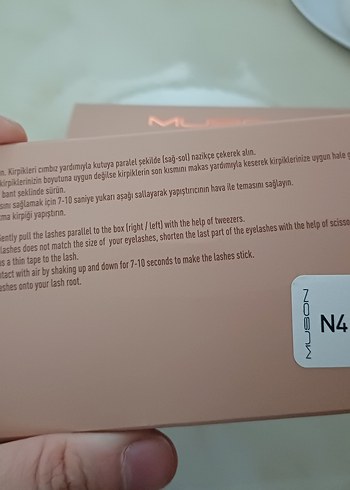 MUSON
n. Kirpikleri cımbız yardımıyla kutuya paralel şekilde (sağ-sol) nazikçe çekerek alın.
kirpiklerinizin boyutuna uygun değilse kirpiklerin son kısmını makas yardımıyla keserek kirpiklerinize uygun hale g
bant şeklinde sürün.
sını sağlamak için 7-10 saniye yukarı aşağı sallayarak yapıştırıcının hava ile temasını sağlayın.
ma kirpiği yapıştırın.
ently pull the lashes parallel to the box (right / left) with the help of tweezers.
lashes does not match the size of your eyelashes, shorten the last part of the eyelashes with the help of scisso
as a thin tape to the lash.
ntact with air by shaking up and down for 7-10 seconds to make the lashes stick.
ashes onto your lash root.
MUSON
N4